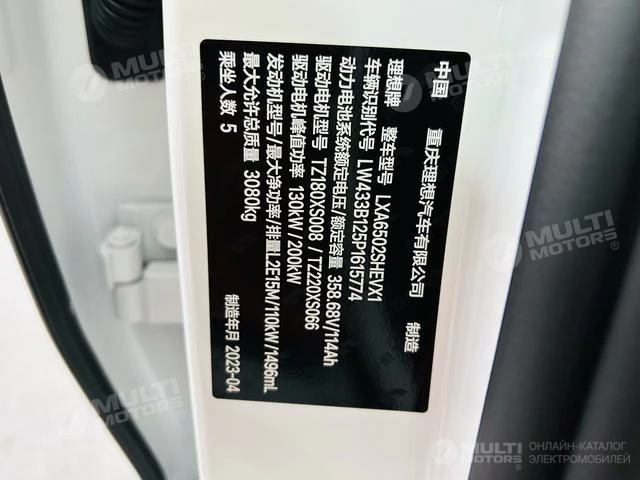 中国 重庆理想汽车有限公司 制造
理想牌 整车型号 LXA6502SHEVX1
车辆识别代号 LW433B125P1615774
动力电池系统额定电压/额定容量 358.68V/114Ah
驱动电机型号 TZ180XS008 / TZ220XS066
驱动电机峰值功率 130kW/200kW
发动机型号/最大净功率/排量 L2E15M/110kW/1496mL
最大允许总质量 3080kg
乘坐人数 5 制造年月 2023-04
MULTI MOTORS
MULTI MOTORS
MULTI MOTORS
MULTI MOTORS
MULTI MOTORS
MULTI MOTORS ОНЛАЙН-КАТАЛОГ
ЭЛЕКТРОМОБИЛЕЙ